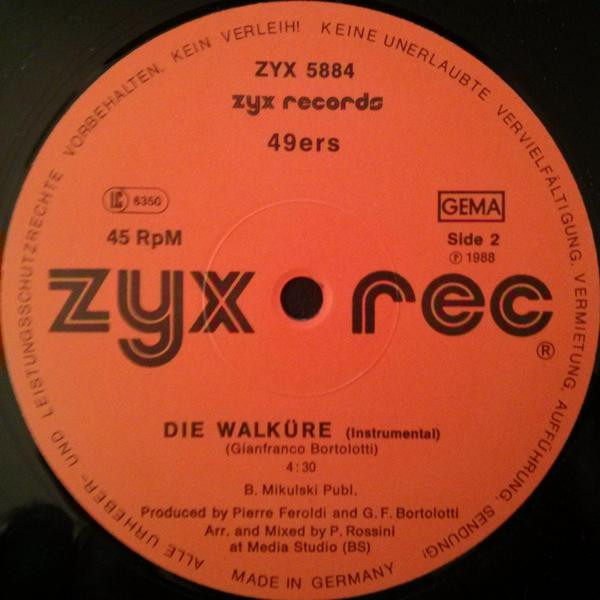 ALLE URHEBER- UND LEISTUNGSSCHUTZRECHTE VORBEHALTEN, KEIN VERLEIH! KEINE UNERLAUBTE VERVIELFÄLTIGUNG, VERMIETUNG, AUFFÜHRUNG, SENDUNG!
ZYX 5884
zyx records
49ers
LC 6350
GEMA
45 RpM
Side 2
℗ 1988
zyx rec
®
DIE WALKÜRE (Instrumental)
(Gianfranco Bortolotti)
4:30
B. Mikulski Publ.
Produced by Pierre Feroldi and G.F. Bortolotti
Arr. and Mixed by P. Rossini
at Media Studio (BS)
MADE IN GERMANY